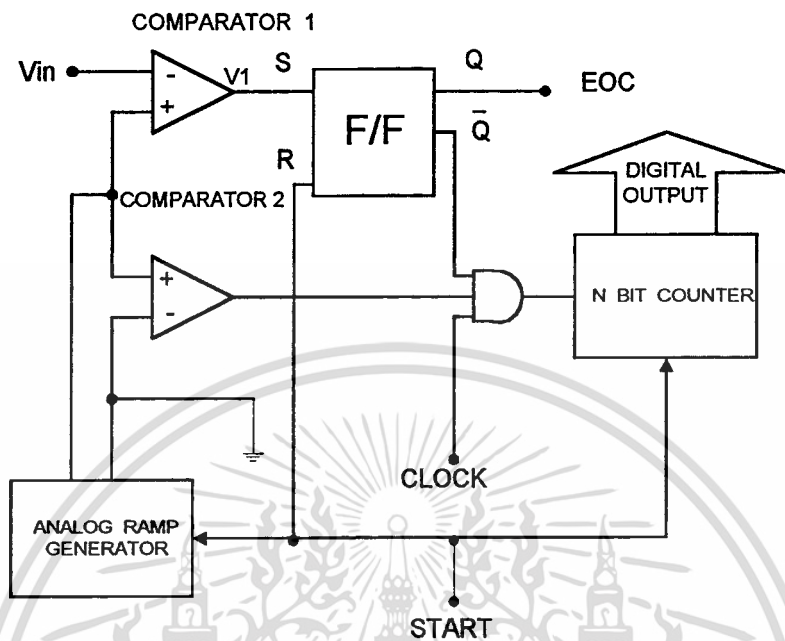 COMPARATOR 1
Vin
-
+
V1
S
R
F/F
Q
Q̅
EOC
COMPARATOR 2
+
-
DIGITAL
OUTPUT
N BIT COUNTER
CLOCK
ANALOG RAMP
GENERATOR
START